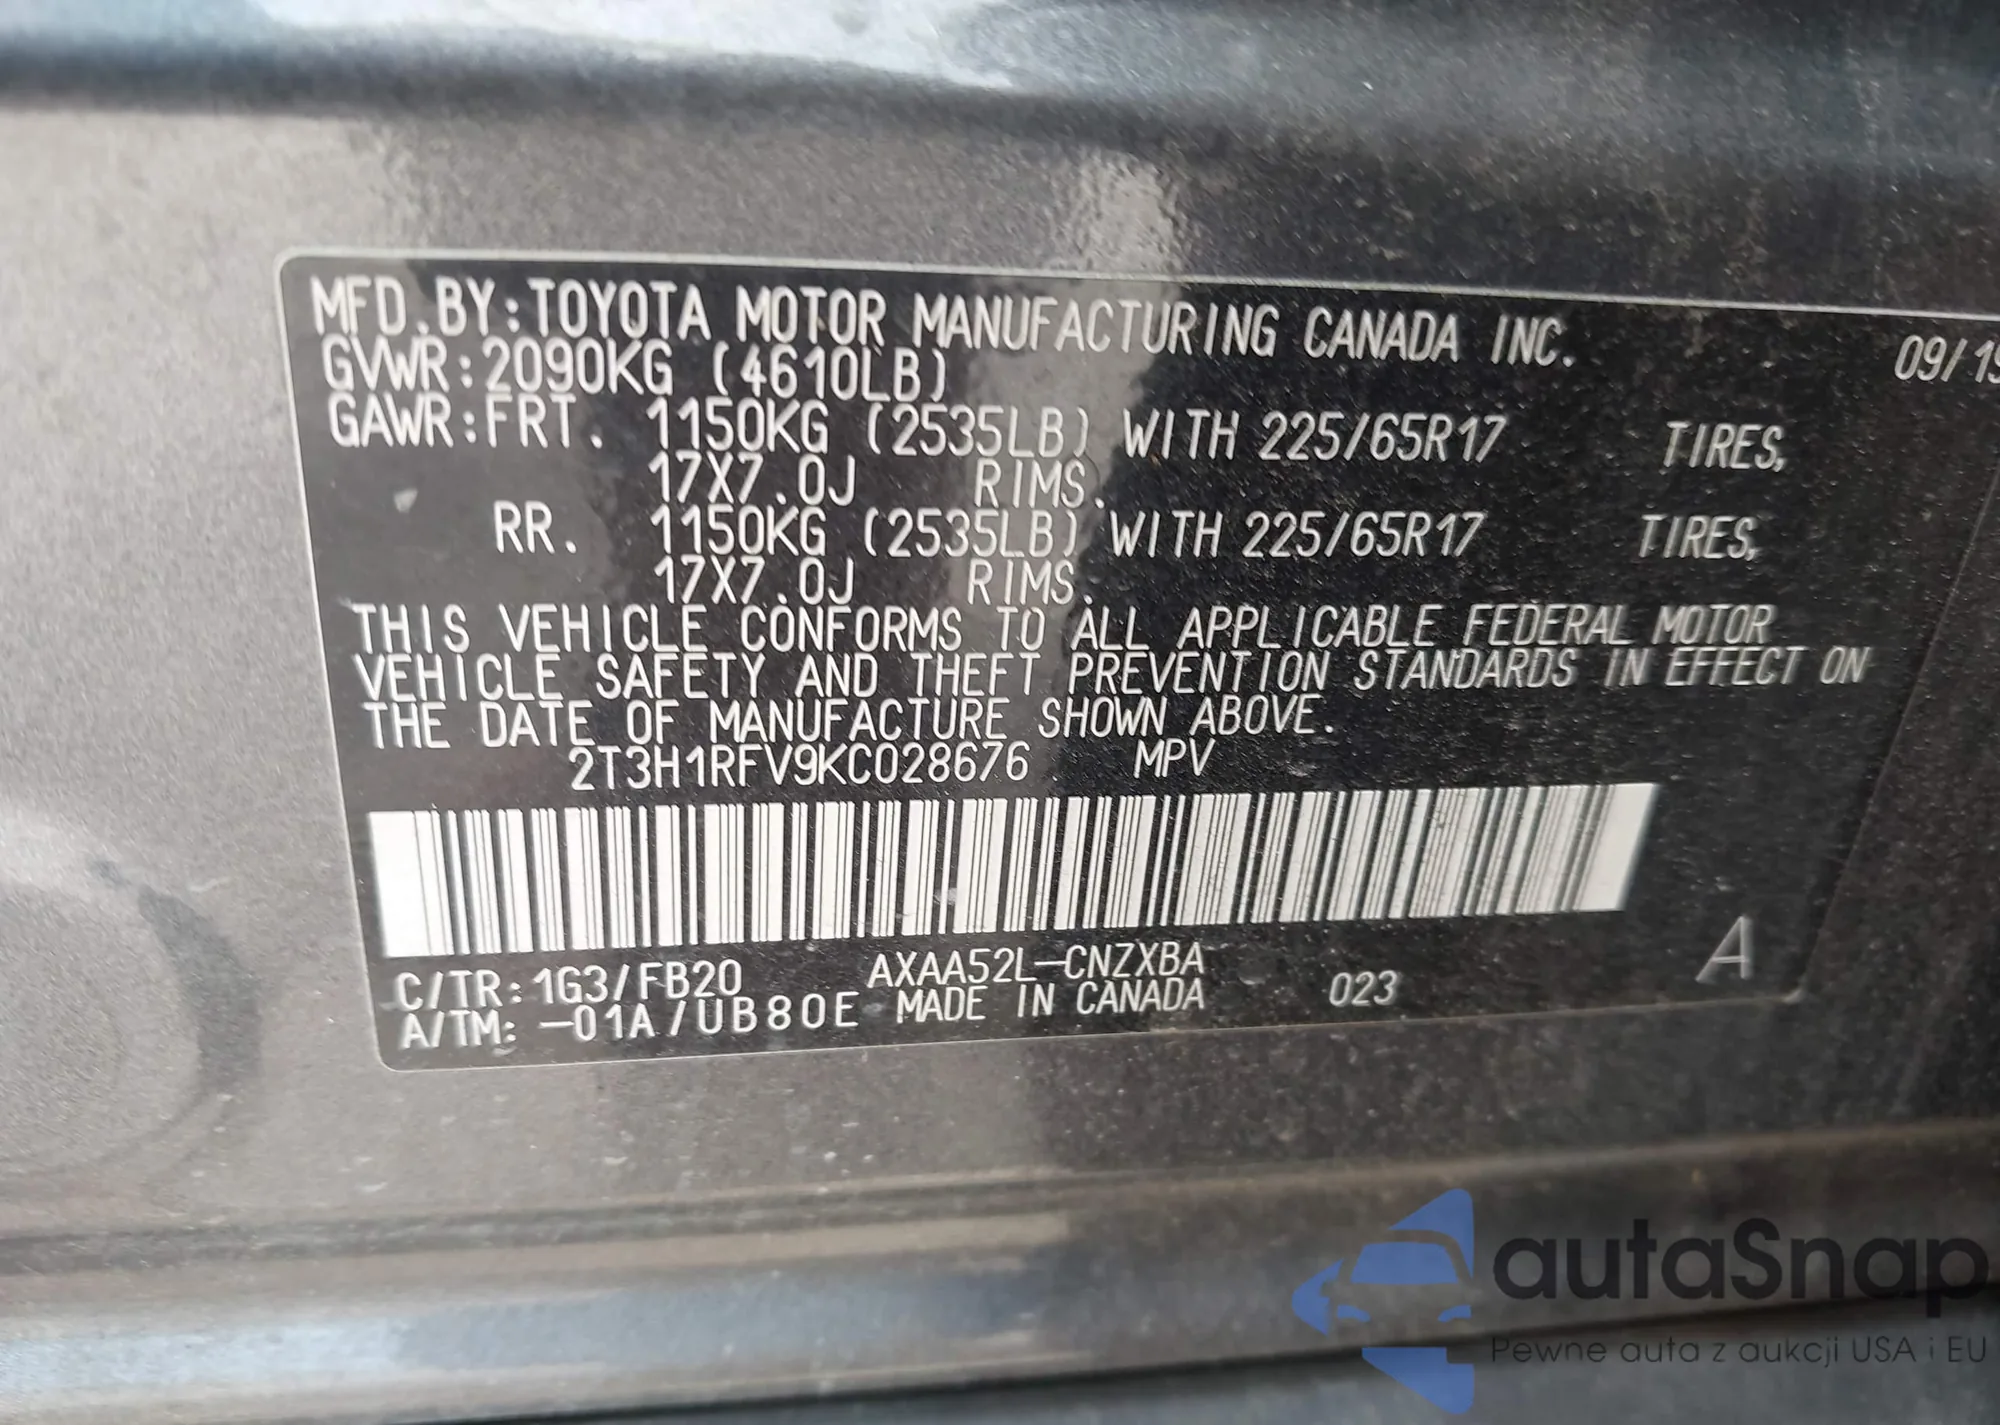 MFD.BY:TOYOTA MOTOR MANUFACTURING CANADA INC. 09/19
GVWR:2090KG (4610LB)
GAWR:FRT. 1150KG (2535LB) WITH 225/65R17 TIRES,
17X7.0J RIMS.
RR. 1150KG (2535LB) WITH 225/65R17 TIRES,
17X7.0J RIMS.
THIS VEHICLE CONFORMS TO ALL APPLICABLE FEDERAL MOTOR
VEHICLE SAFETY AND THEFT PREVENTION STANDARDS IN EFFECT ON
THE DATE OF MANUFACTURE SHOWN ABOVE.
2T3H1RFV9KC028676 MPV
C/TR:1G3/FB20 AXAA52L-CNZXBA
A/TM: -01A/UB80E MADE IN CANADA 023 A
autaSnap
Pewne auta z aukcji USA i EU